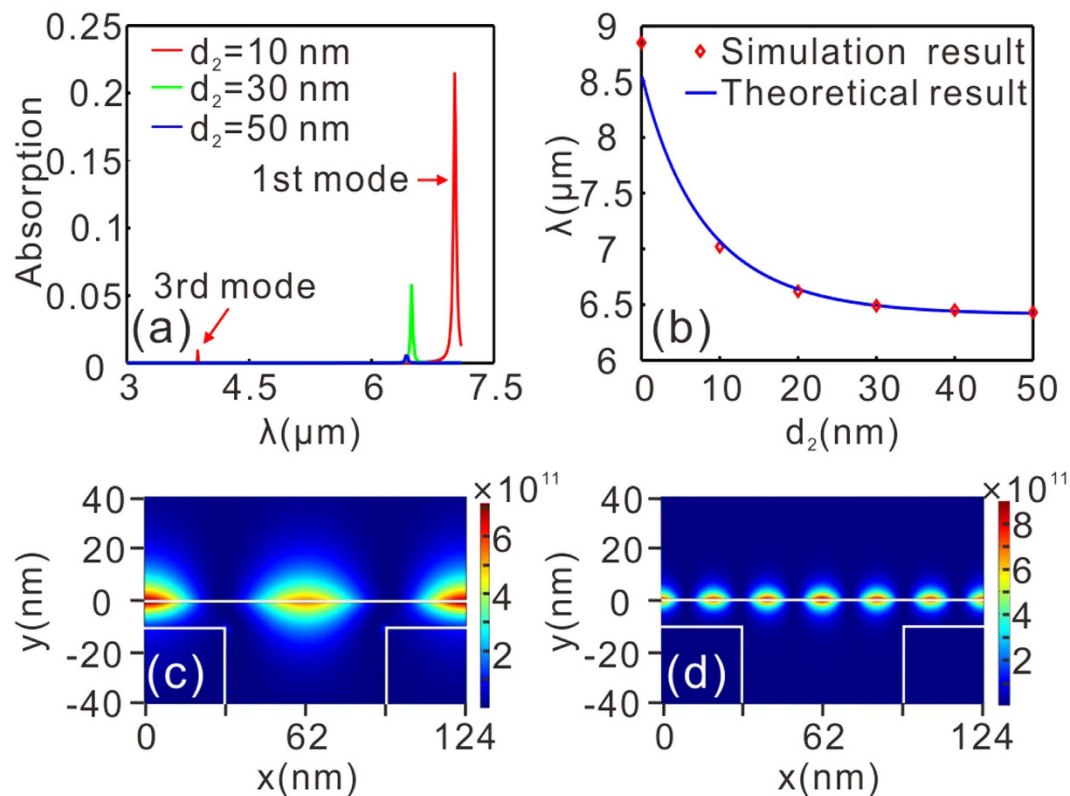 0.25
0.2
0.15
0.1
0.05
0
Absorption
d₂=10 nm
d₂=30 nm
d₂=50 nm
1st mode
3rd mode
(a)
3 4.5 6 7.5
λ(μm)
9
8.5
8
7.5
7
6.5
6
λ(μm)
Simulation result
Theoretical result
(b)
0 10 20 30 40 50
d₂(nm)
40
20
0
-20
-40
y(nm)
(c)
×10¹¹
6
4
2
0 62 124
x(nm)
40
20
0
-20
-40
y(nm)
(d)
×10¹¹
8
6
4
2
0 62 124
x(nm)